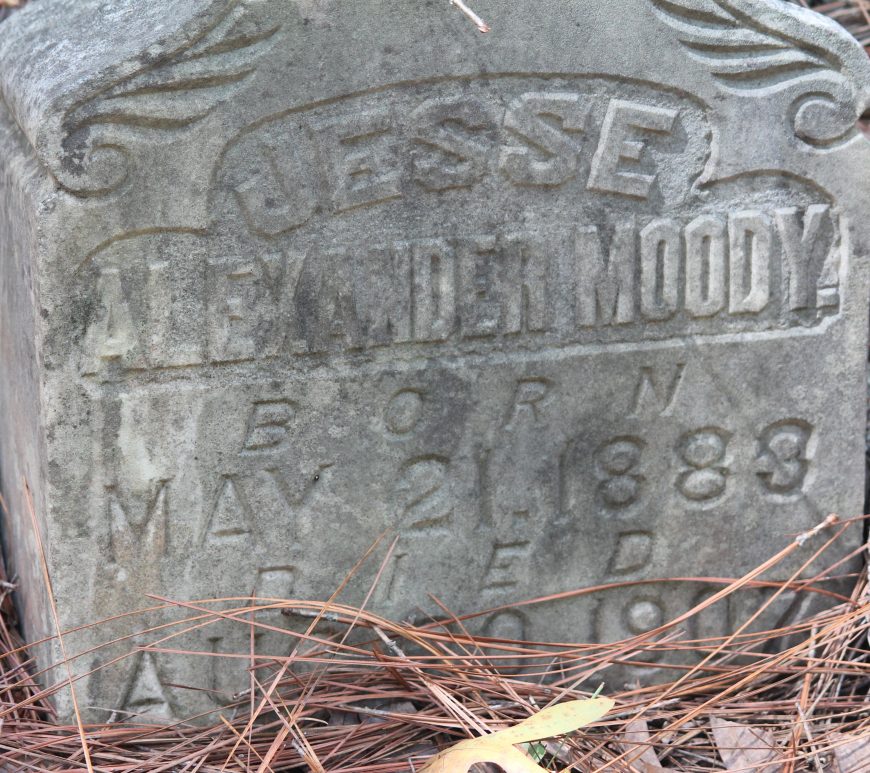 JESSE
ALEXANDER MOODY.
BORN
MAY 21. 1883
DIED